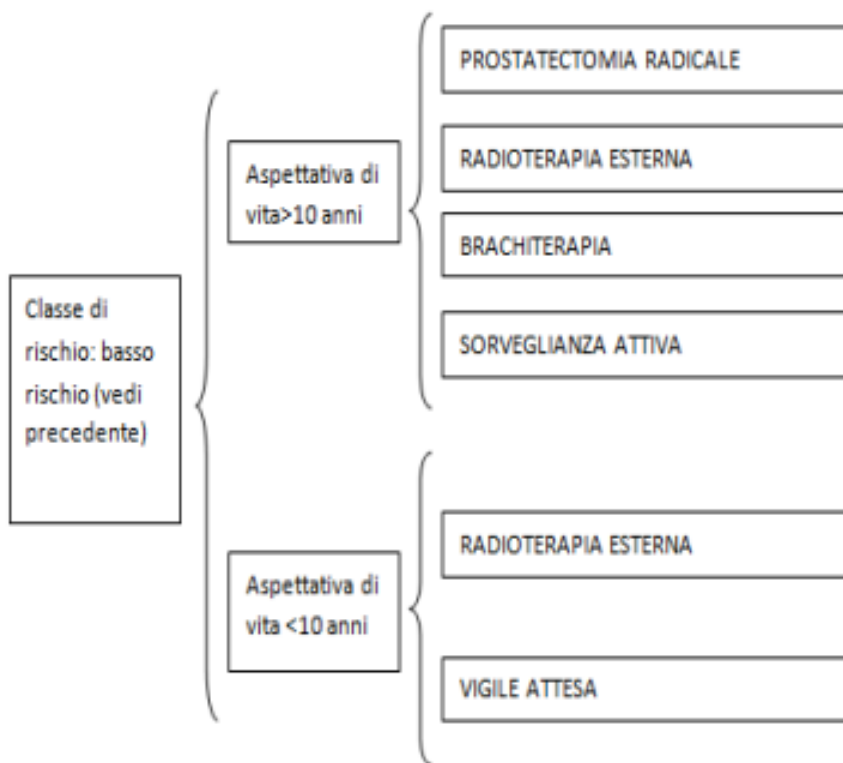 Classe di
rischio: basso
rischio (vedi
precedente)
Aspettativa di
vita>10 anni
PROSTATECTOMIA RADICALE
RADIOTERAPIA ESTERNA
BRACHITERAPIA
SORVEGLIANZA ATTIVA
Aspettativa di
vita <10 anni
RADIOTERAPIA ESTERNA
VIGILE ATTESA